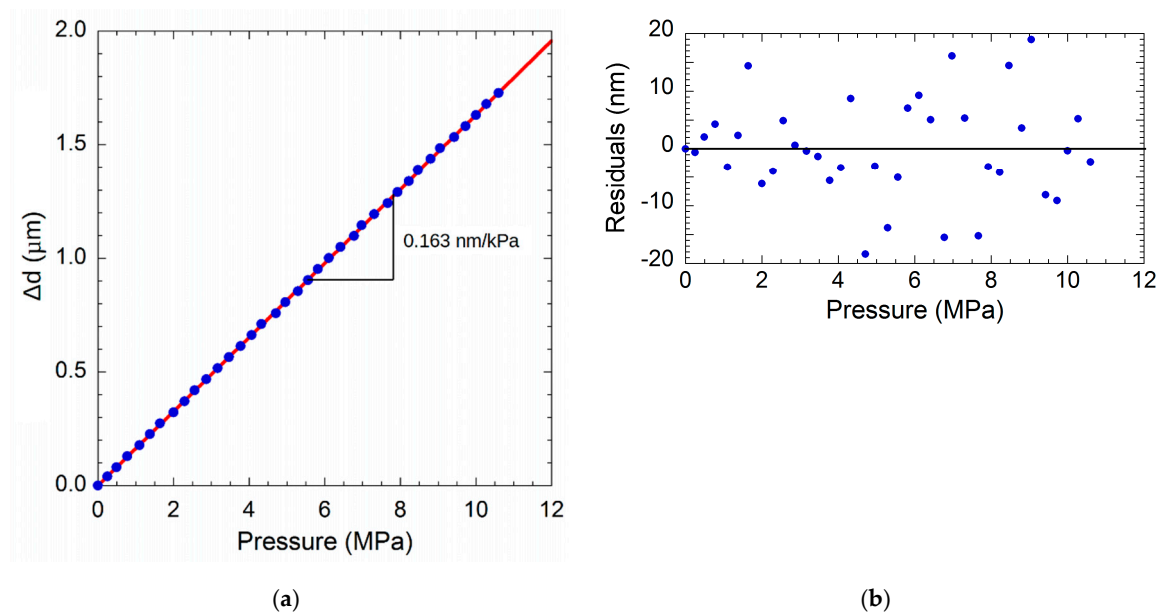 2.0
1.5
1.0
0.5
0.0
Δd (μm)
0.163 nm/kPa
0 2 4 6 8 10 12
Pressure (MPa)
(a)
20
10
0
-10
-20
Residuals (nm)
0 2 4 6 8 10 12
Pressure (MPa)
(b)